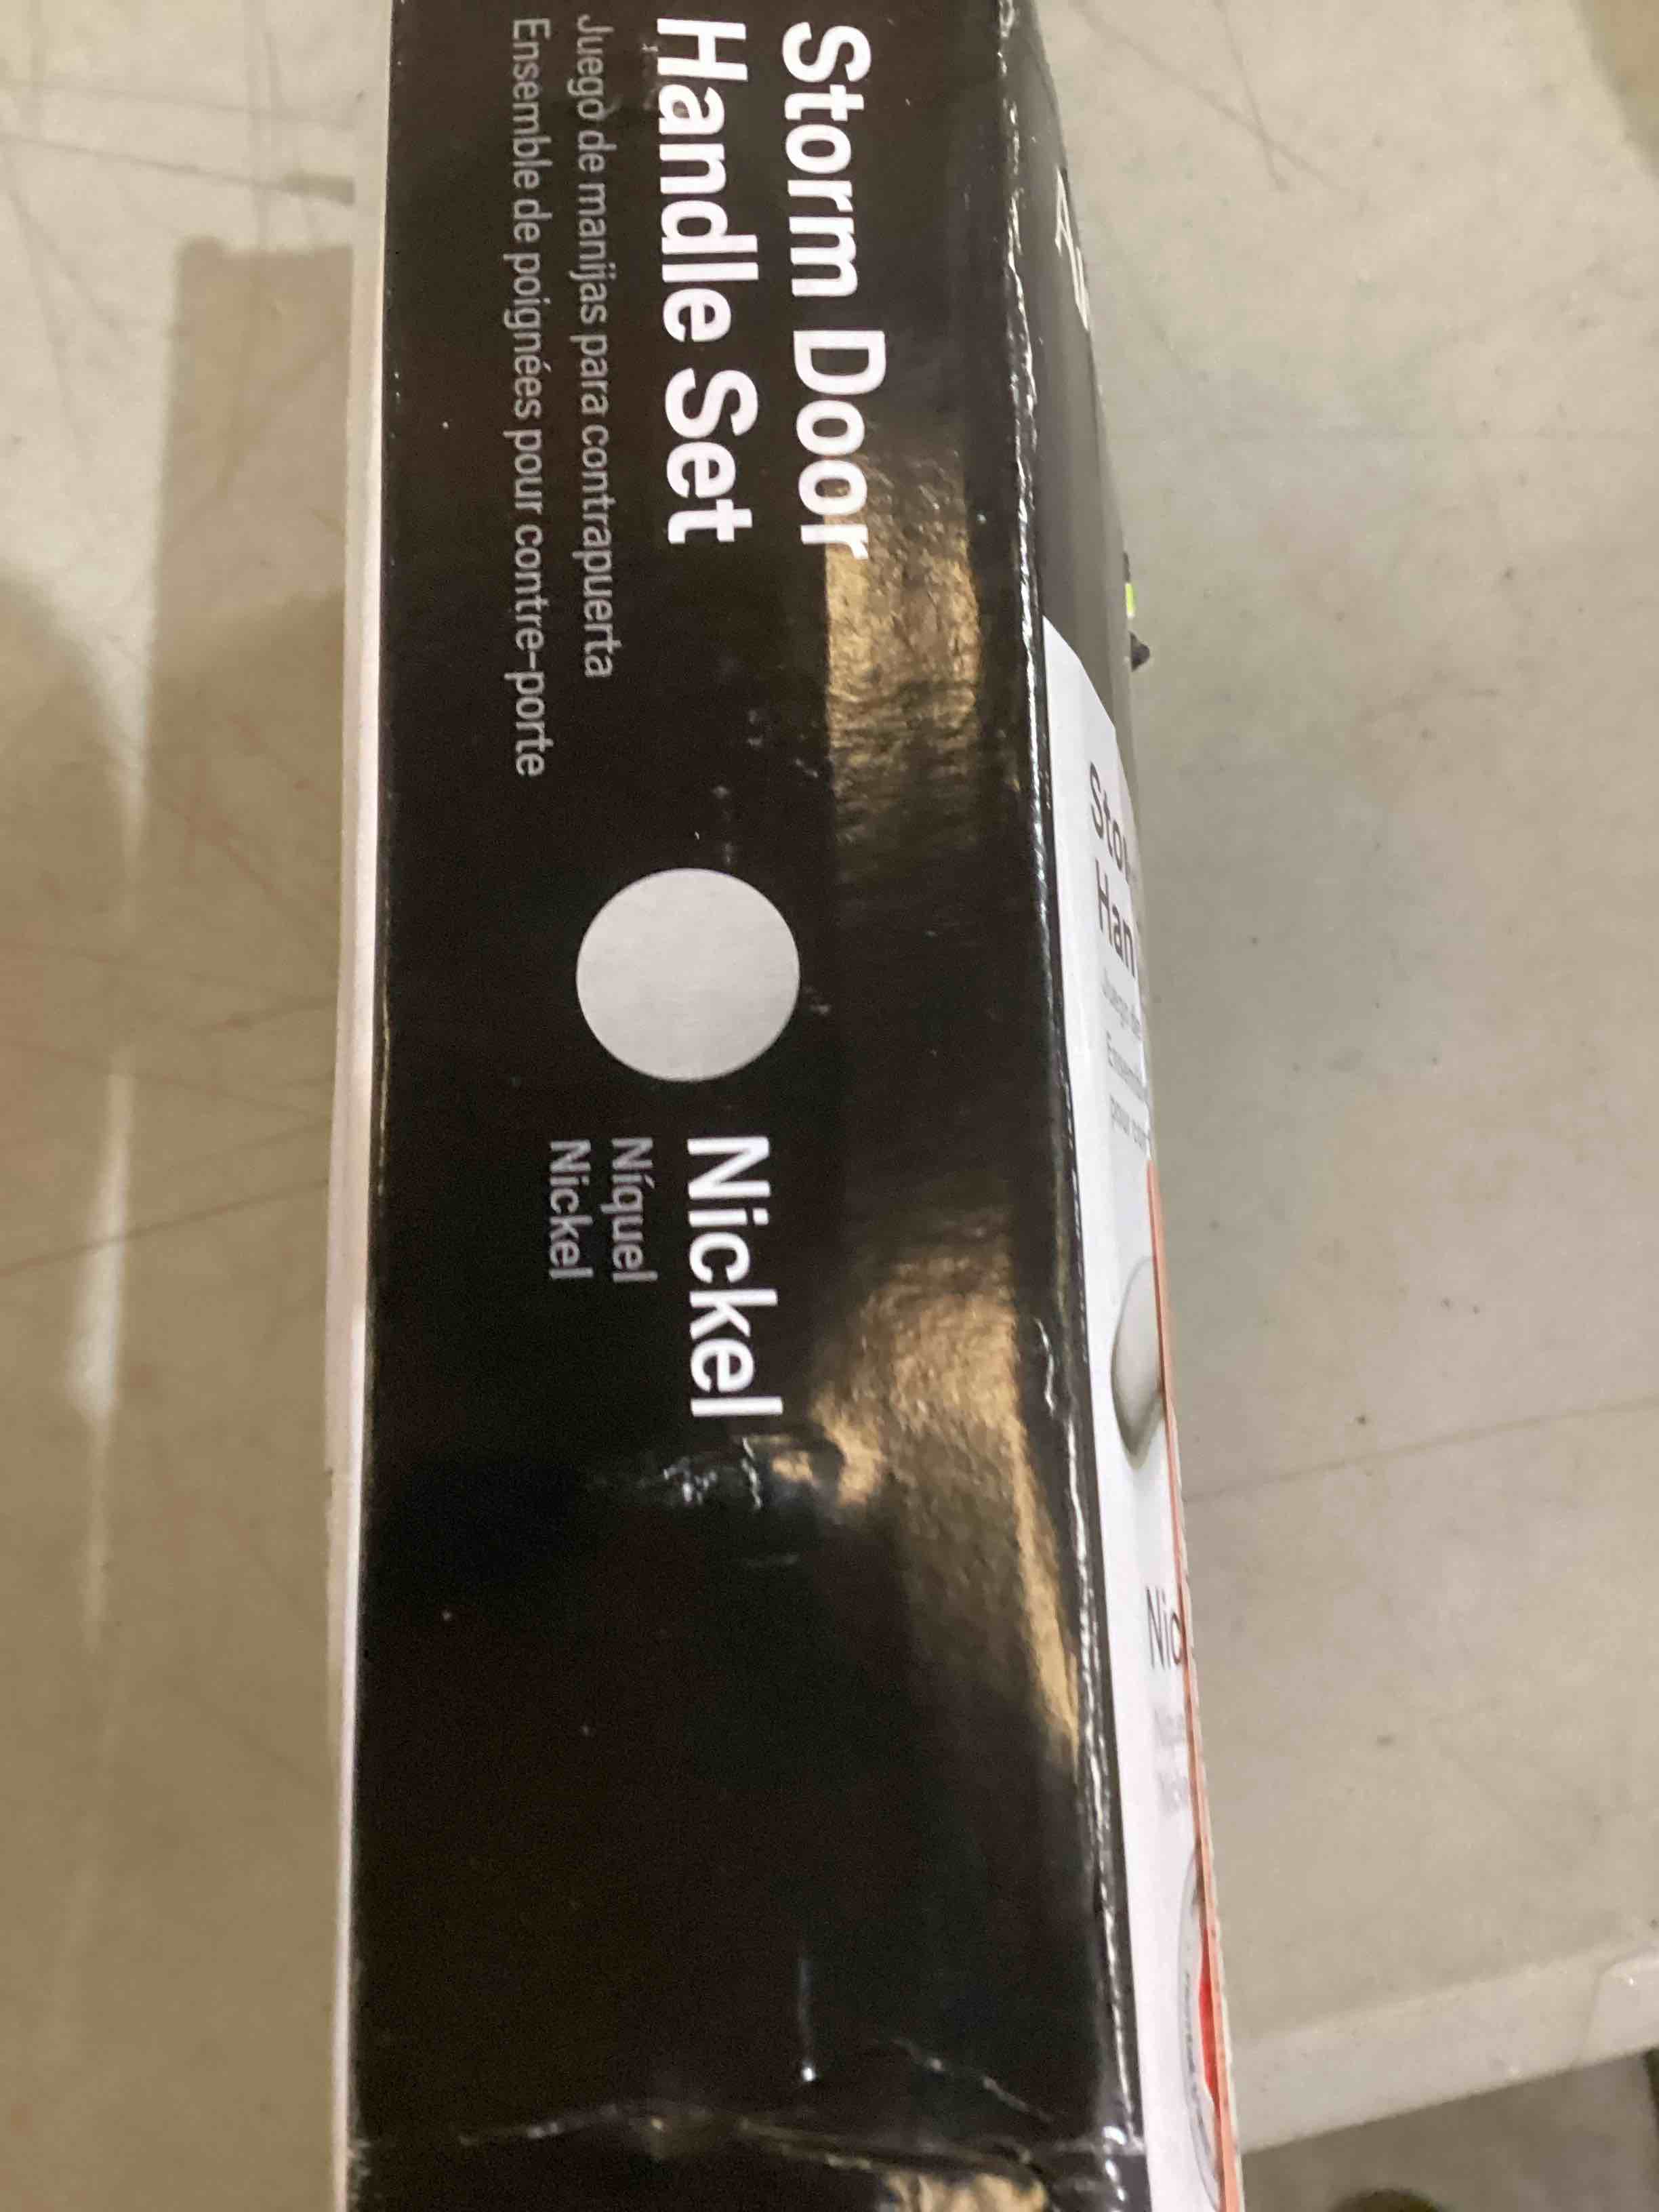 Storm Door
Handle Set
Juego de manijas para contrapuerta
Ensemble de poignées pour contre-porte
Nickel
Níquel
Nickel